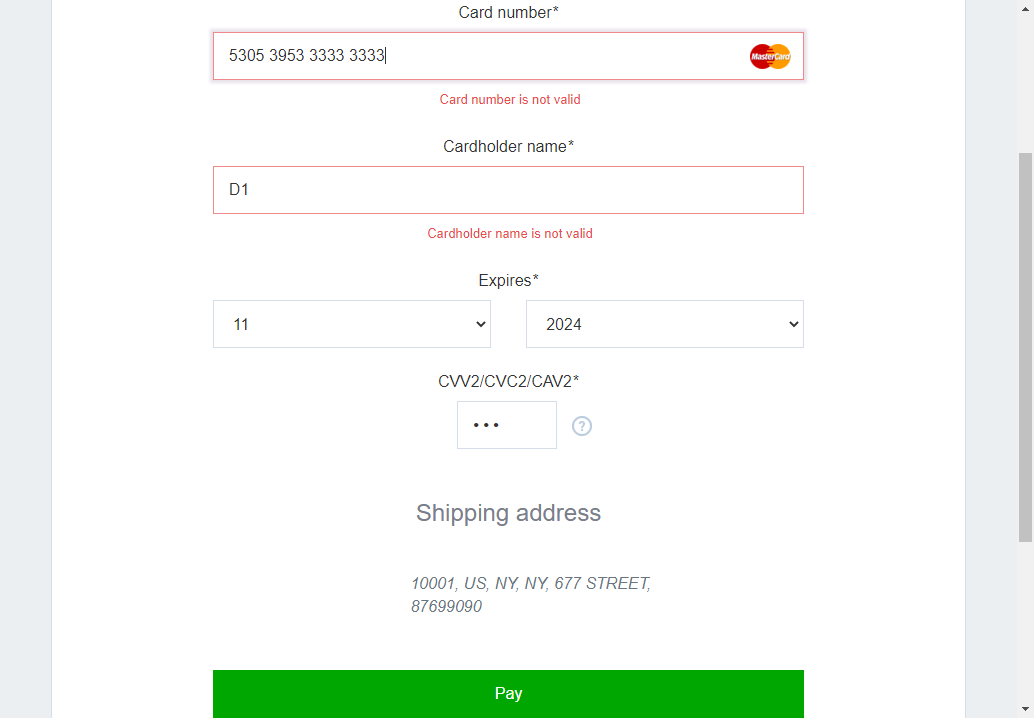 Card number*
5305 3953 3333 3333
MasterCard
Card number is not valid
Cardholder name*
D1
Cardholder name is not valid
Expires*
11
2024
CVV2/CVC2/CAV2*
•••
?
Shipping address
10001, US, NY, NY, 677 STREET,
87699090
Pay